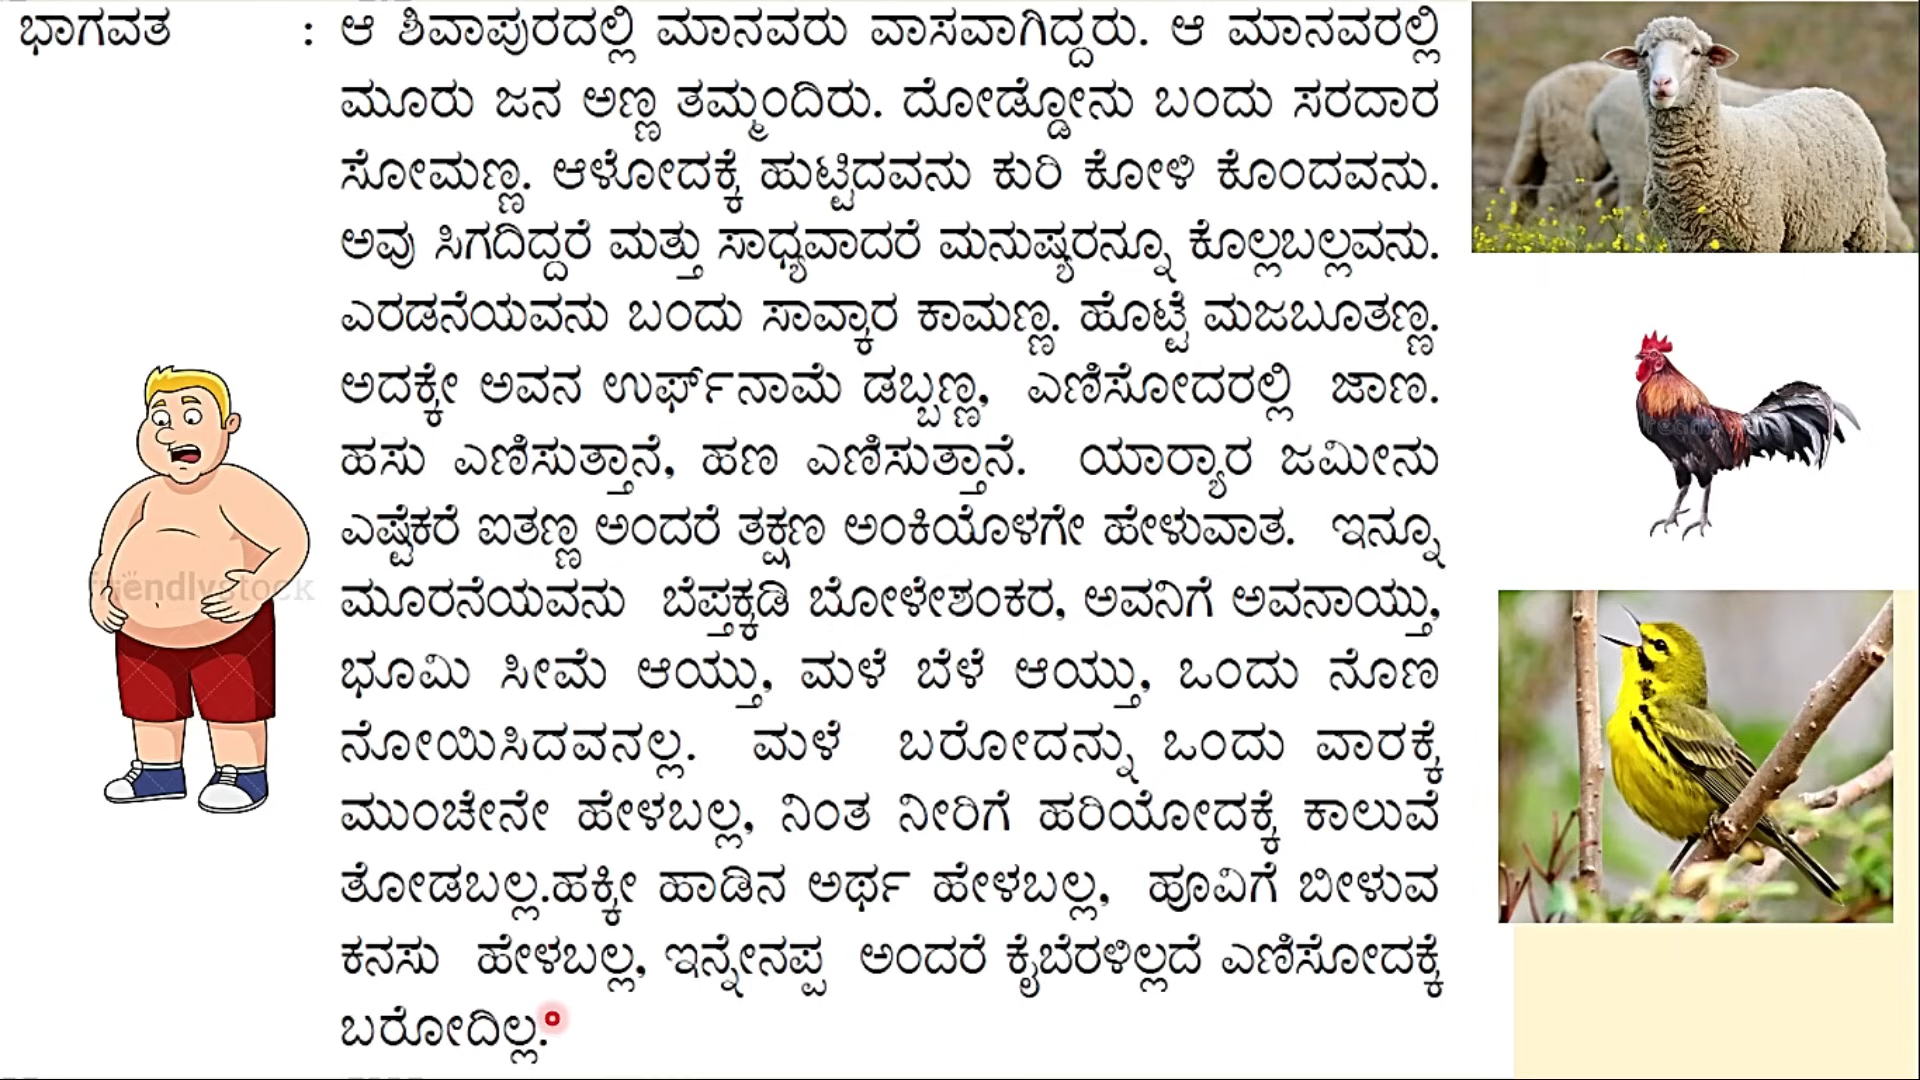 ಭಾಗವತ : ಆ ಶಿವಾಪುರದಲ್ಲಿ ಮಾನವರು ವಾಸವಾಗಿದ್ದರು. ಆ ಮಾನವರಲ್ಲಿ
ಮೂರು ಜನ ಅಣ್ಣ ತಮ್ಮಂದಿರು. ದೋಡ್ಡೋನು ಬಂದು ಸರದಾರ
ಸೋಮಣ್ಣ. ಆಳೋದಕ್ಕೆ ಹುಟ್ಟಿದವನು ಕುರಿ ಕೋಳಿ ಕೊಂದವನು.
ಅವು ಸಿಗದಿದ್ದರೆ ಮತ್ತು ಸಾಧ್ಯವಾದರೆ ಮನುಷ್ಯರನ್ನೂ ಕೊಲ್ಲಬಲ್ಲವನು.
ಎರಡನೆಯವನು ಬಂದು ಸಾವ್ಕಾರ ಕಾಮಣ್ಣ. ಹೊಟ್ಟೆ ಮಜಬೂತಣ್ಣ.
ಅದಕ್ಕೇ ಅವನ ಉರ್ಫ್‌ನಾಮೆ ಡಬ್ಬಣ್ಣ, ಎಣಿಸೋದರಲ್ಲಿ ಜಾಣ.
ಹಸು ಎಣಿಸುತ್ತಾನೆ, ಹಣ ಎಣಿಸುತ್ತಾನೆ. ಯಾರ‍್ಯಾರ ಜಮೀನು
ಎಷ್ಟೆಕರೆ ಐತಣ್ಣ ಅಂದರೆ ತಕ್ಷಣ ಅಂಕಿಯೊಳಗೇ ಹೇಳುವಾತ. ಇನ್ನೂ
ಮೂರನೆಯವನು ಬೆಪ್ತಕ್ಕಡಿ ಬೋಳೇಶಂಕರ, ಅವನಿಗೆ ಅವನಾಯ್ತು,
ಭೂಮಿ ಸೀಮೆ ಆಯ್ತು, ಮಳೆ ಬೆಳೆ ಆಯ್ತು, ಒಂದು ನೊಣ
ನೋಯಿಸಿದವನಲ್ಲ. ಮಳೆ ಬರೋದನ್ನು ಒಂದು ವಾರಕ್ಕೆ
ಮುಂಚೇನೇ ಹೇಳಬಲ್ಲ, ನಿಂತ ನೀರಿಗೆ ಹರಿಯೋದಕ್ಕೆ ಕಾಲುವೆ
ತೋಡಬಲ್ಲ.ಹಕ್ಕೀ ಹಾಡಿನ ಅರ್ಥ ಹೇಳಬಲ್ಲ, ಹೂವಿಗೆ ಬೀಳುವ
ಕನಸು ಹೇಳಬಲ್ಲ, ಇನ್ನೇನಪ್ಪ ಅಂದರೆ ಕೈಬೆರಳಿಲ್ಲದೆ ಎಣಿಸೋದಕ್ಕೆ
ಬರೋದಿಲ್ಲ.
friendlystock